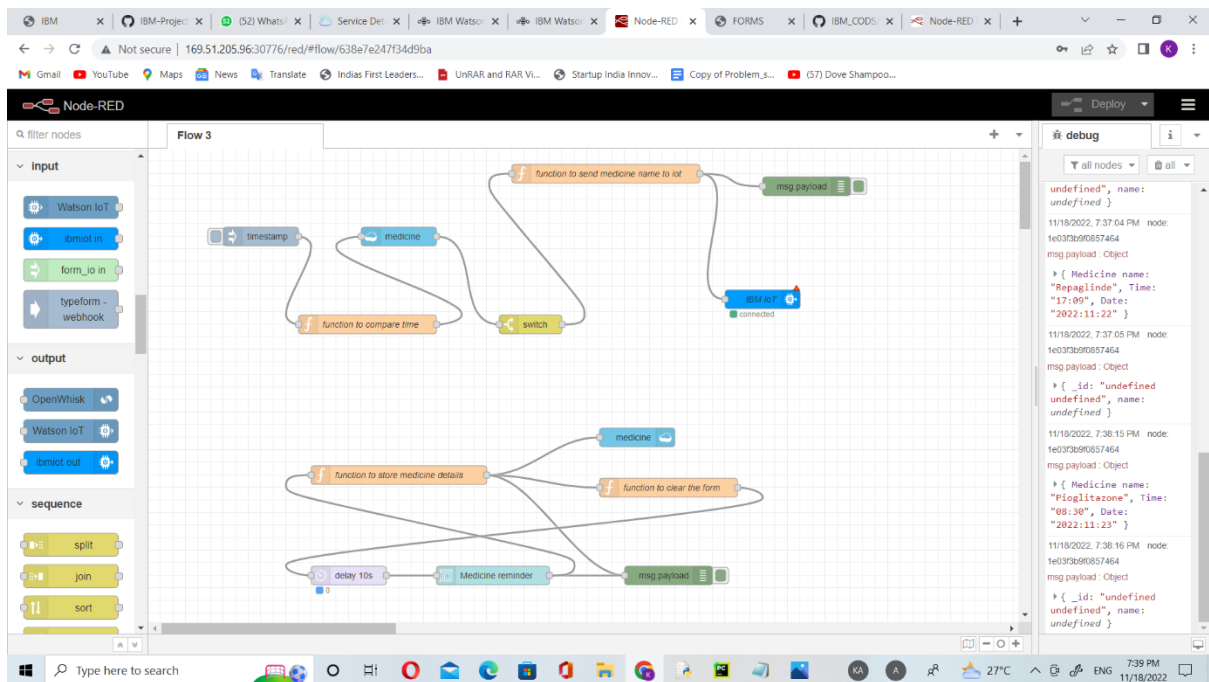 IBM
IBM-Project
(52) Whats
Service Det
IBM Watson
IBM Watson
Node-RED
FORMS
IBM_CODS
Node-RED
Not secure | 169.51.205.96:30776/red/#flow/638e7e247f34d9ba
K
Gmail
YouTube
Maps
News
Translate
Indias First Leaders...
UnRAR and RAR Vi...
Startup India Innov...
Copy of Problem_s...
(57) Dove Shampoo...
Node-RED
Deploy
filter nodes
input
Watson IoT
ibmiot in
form_io in
typeform -
webhook
output
OpenWhisk
Watson IoT
ibmiot out
sequence
split
join
sort
Flow 3
function to send medicine name to iot
msg.payload
timestamp
medicine
IBM IoT
connected
function to compare time
switch
medicine
function to store medicine details
function to clear the form
delay 10s
0
Medicine reminder
msg.payload
debug
i
all nodes
all
undefined", name:
undefined }
11/18/2022, 7:37:04 PM node:
1e03f3b9f0857464
msg.payload : Object
{ Medicine name:
"Repaglinde", Time:
"17:09", Date:
"2022:11:22" }
11/18/2022, 7:37:05 PM node:
1e03f3b9f0857464
msg.payload : Object
{ _id: "undefined
undefined", name:
undefined }
11/18/2022, 7:38:15 PM node:
1e03f3b9f0857464
msg.payload : Object
{ Medicine name:
"Pioglitazone", Time:
"08:30", Date:
"2022:11:23" }
11/18/2022, 7:38:16 PM node:
1e03f3b9f0857464
msg.payload : Object
{ _id: "undefined
undefined", name:
undefined }
Type here to search
KA
A
27°C
ENG
7:39 PM
11/18/2022